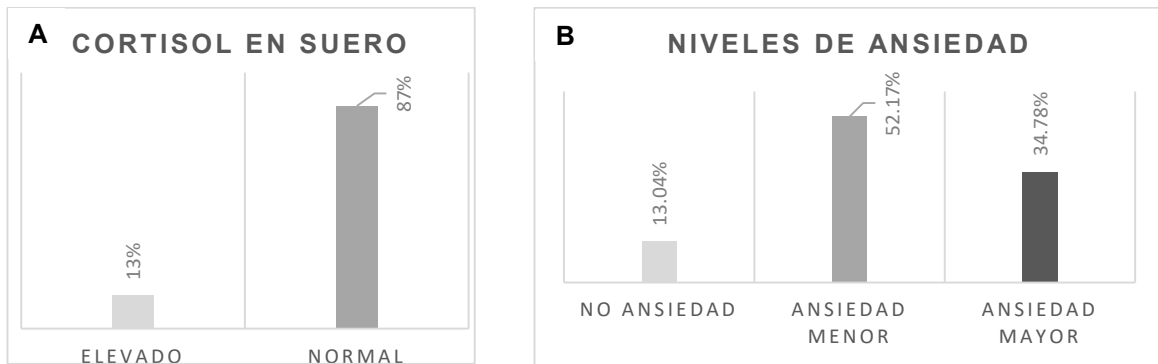 A
CORTISOL EN SUERO
13%
87%
ELEVADO
NORMAL
B
NIVELES DE ANSIEDAD
13.04%
52.17%
34.78%
NO ANSIEDAD
ANSIEDAD
MENOR
ANSIEDAD
MAYOR